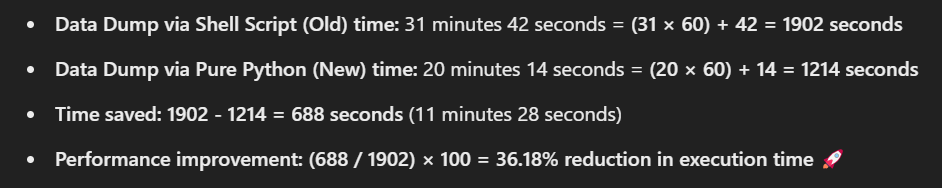 • Data Dump via Shell Script (Old) time: 31 minutes 42 seconds = (31 × 60) + 42 = 1902 seconds
• Data Dump via Pure Python (New) time: 20 minutes 14 seconds = (20 × 60) + 14 = 1214 seconds
• Time saved: 1902 - 1214 = 688 seconds (11 minutes 28 seconds)
• Performance improvement: (688 / 1902) × 100 = 36.18% reduction in execution time 🚀